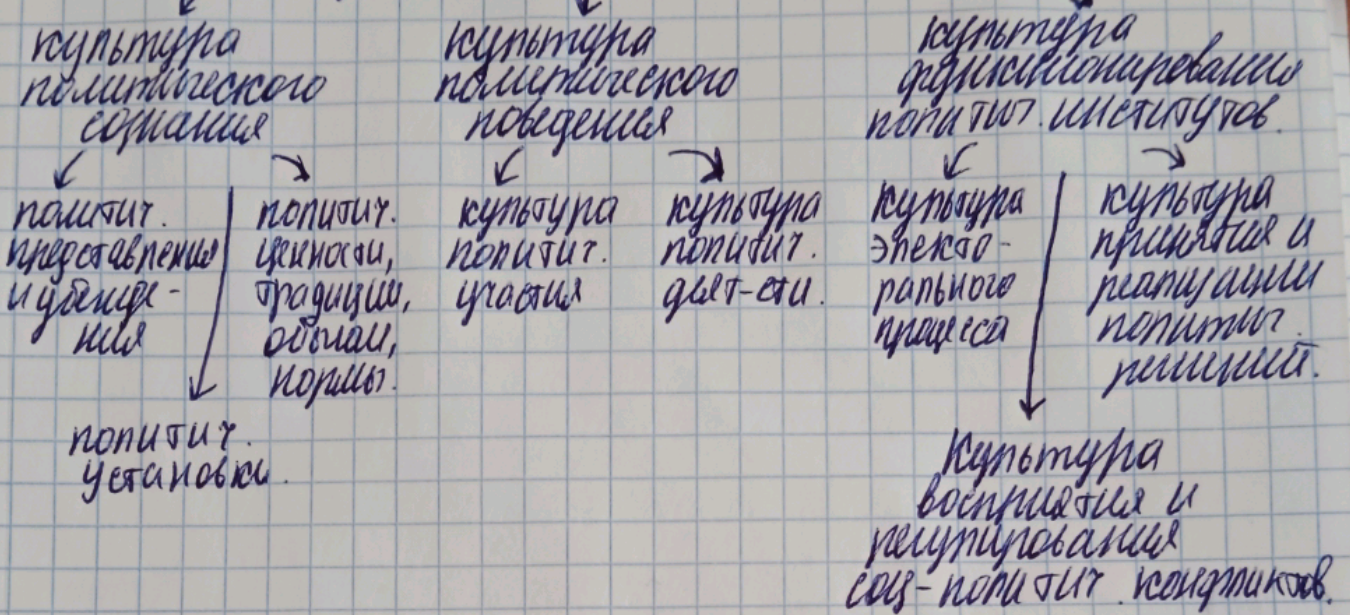 культура
политического
сознания
политич.
представления
и убежде-
ния
политич.
ценности,
традиции,
обычаи,
нормы.
политич.
установки.
культура
политического
поведения
культура
политич.
участия
культура
политич.
деят-сти.
культура
функционирования
политич. институтов.
культура
электо-
рального
процесса
культура
принятия и
реализации
политич.
решений.
культура
восприятия и
регулирования
соц-политич. конфликтов.